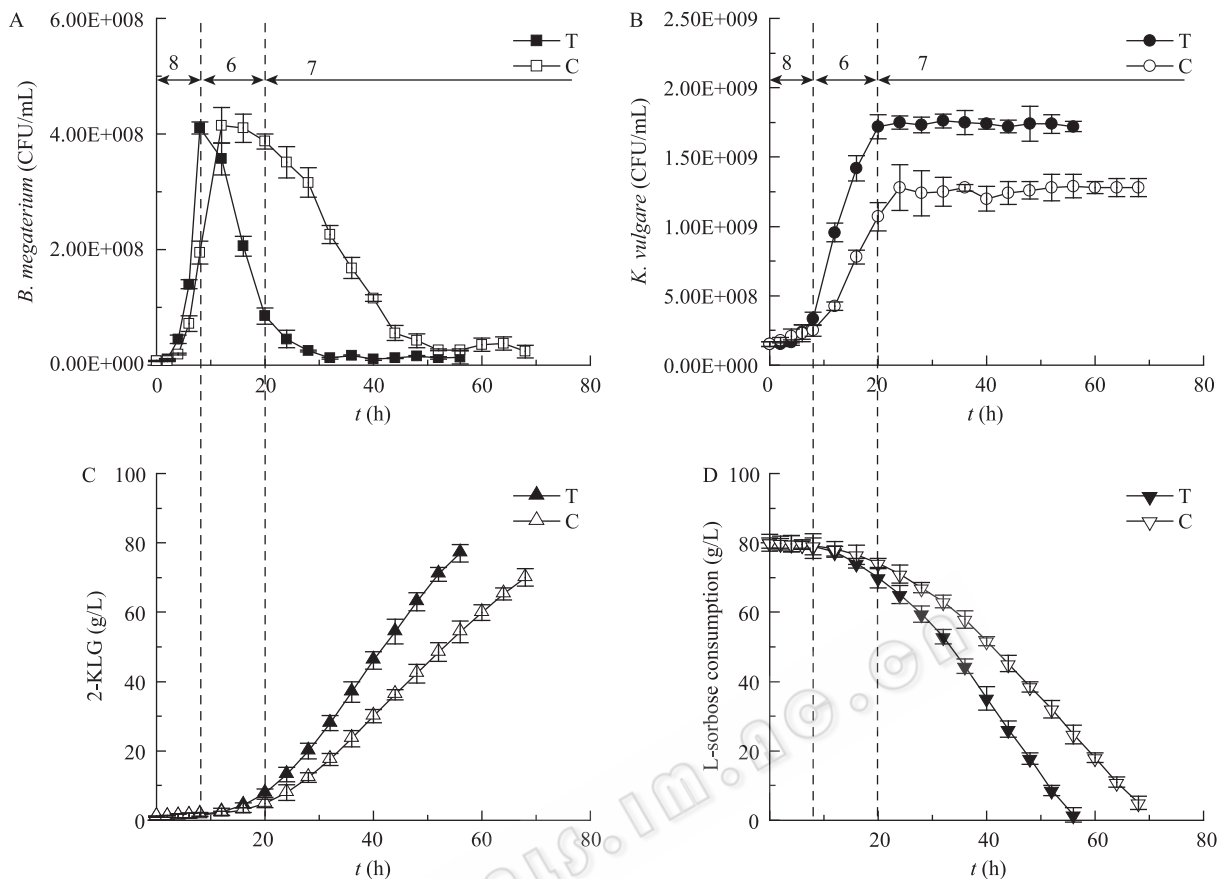 A
6.00E+008
4.00E+008
2.00E+008
0.00E+000
B. megaterium (CFU/mL)
8
6
7
T
C
0
20
40
60
80
t (h)
B
2.50E+009
2.00E+009
1.50E+009
1.00E+009
5.00E+008
0.00E+000
K. vulgare (CFU/mL)
8
6
7
T
C
0
20
40
60
80
t (h)
C
100
80
60
40
20
0
2-KLG (g/L)
T
C
0
20
40
60
80
t (h)
D
100
80
60
40
20
0
L-sorbose consumption (g/L)
T
C
0
20
40
60
80
t (h)